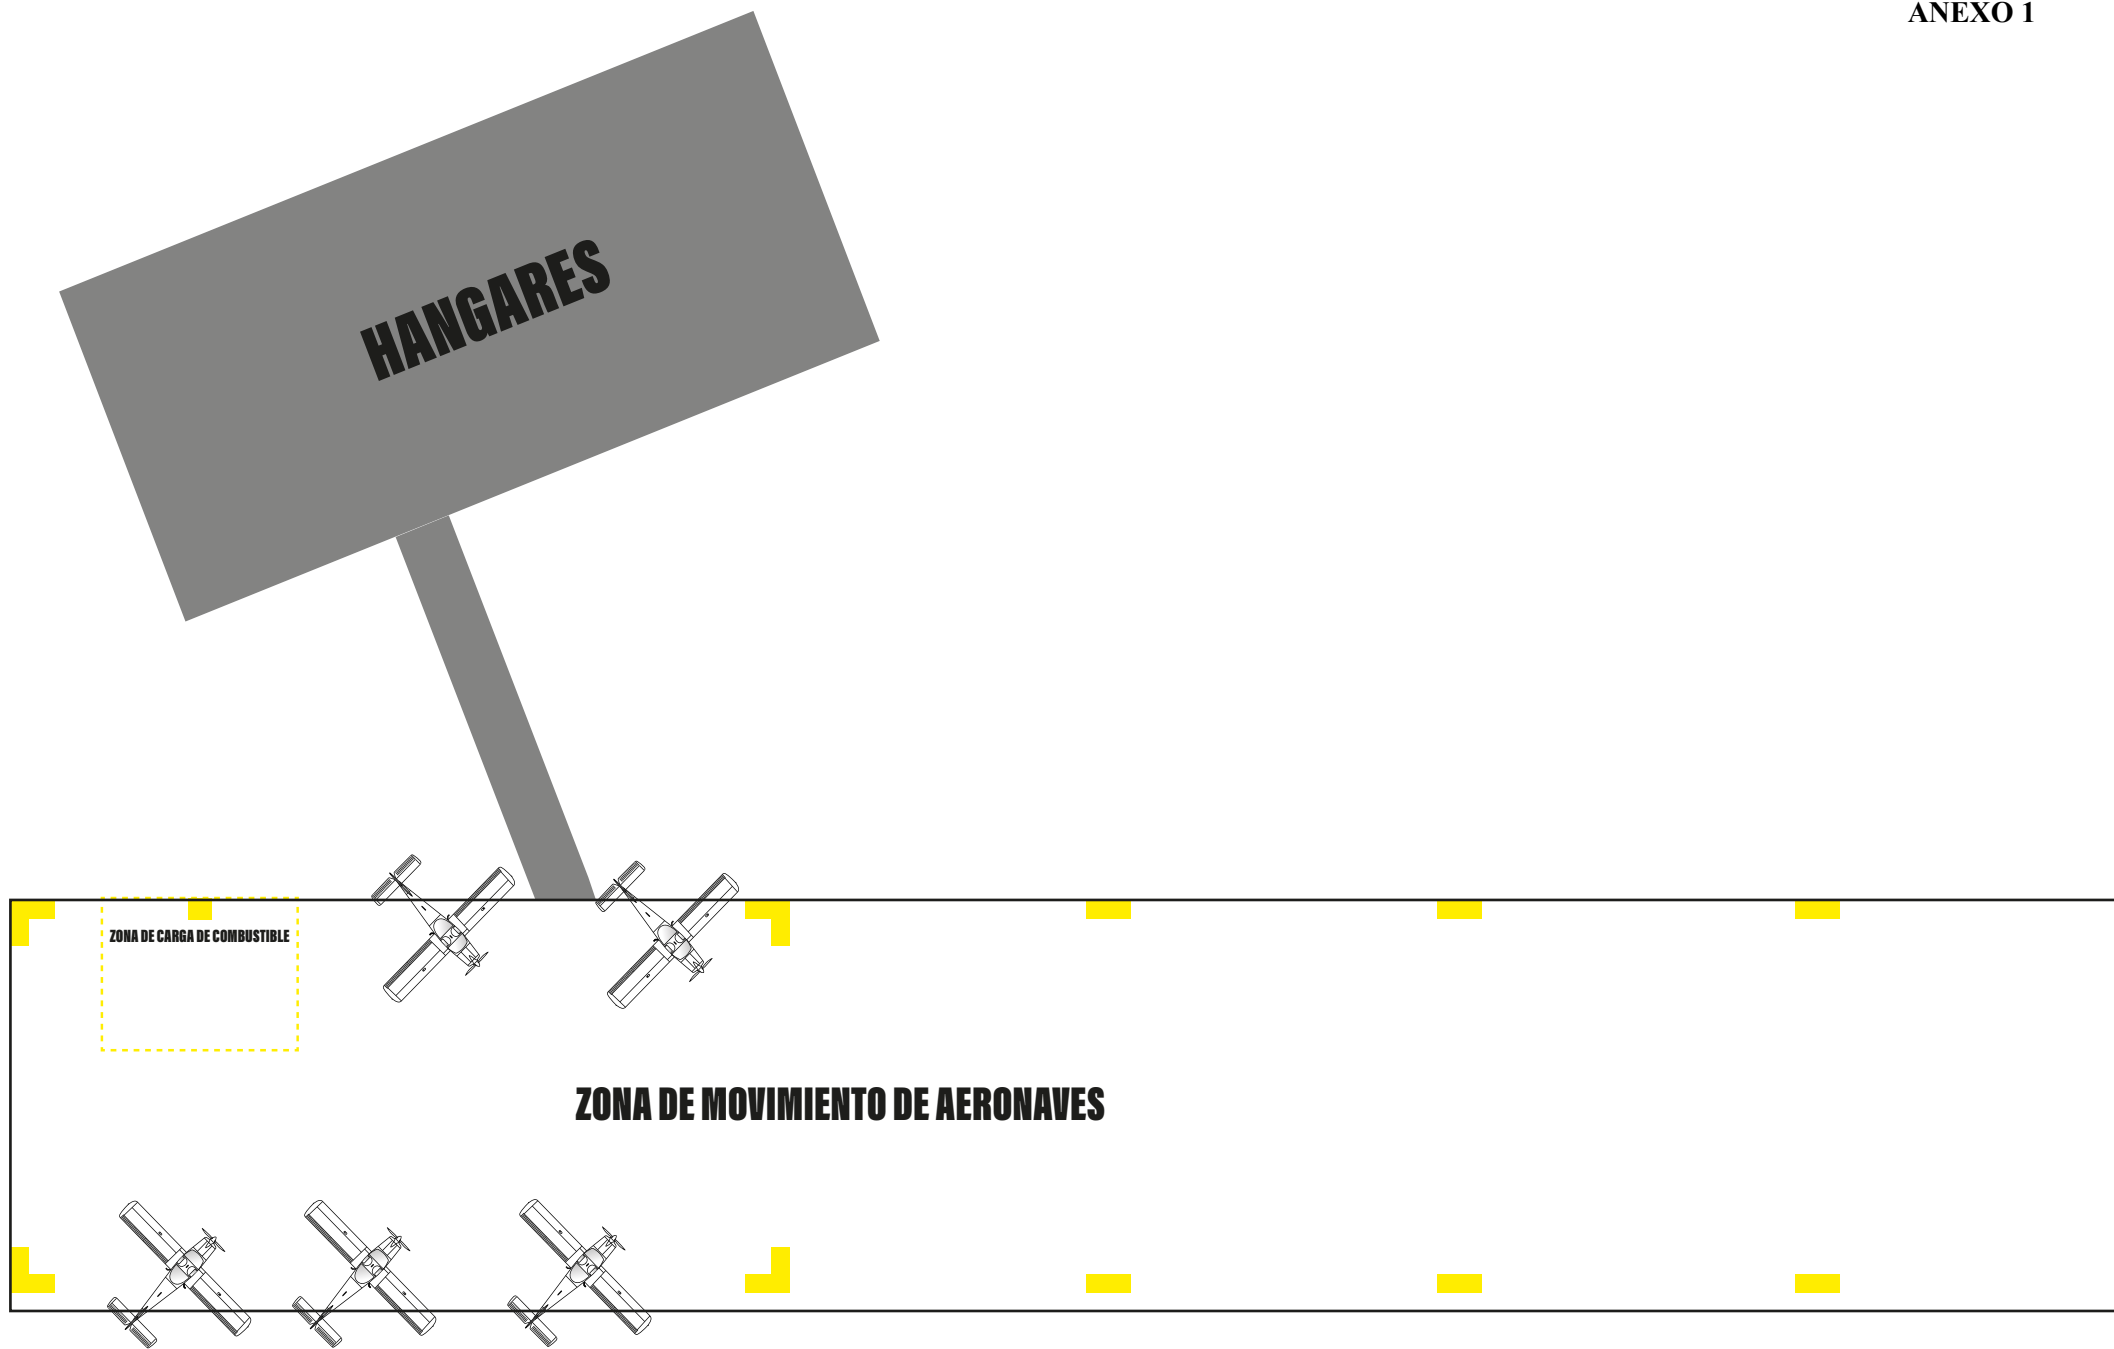 ANEXO 1
HANGARES
ZONA DE CARGA DE COMBUSTIBLE
ZONA DE MOVIMIENTO DE AERONAVES